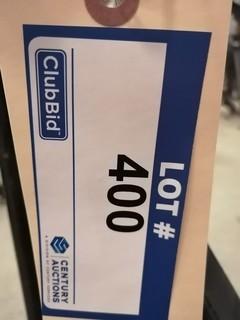 LOT #
400
ClubBid
CENTURY
AUCTIONS